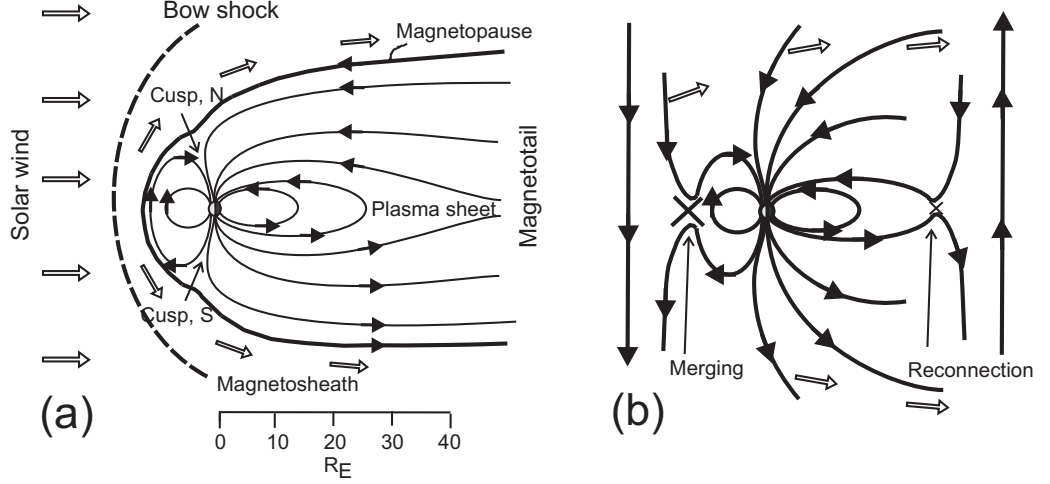 Bow shock
Magnetopause
Cusp, N
Solar wind
Plasma sheet
Magnetotail
Cusp, S
Magnetosheath
(a)
0 10 20 30 40
RE
Merging
Reconnection
(b)